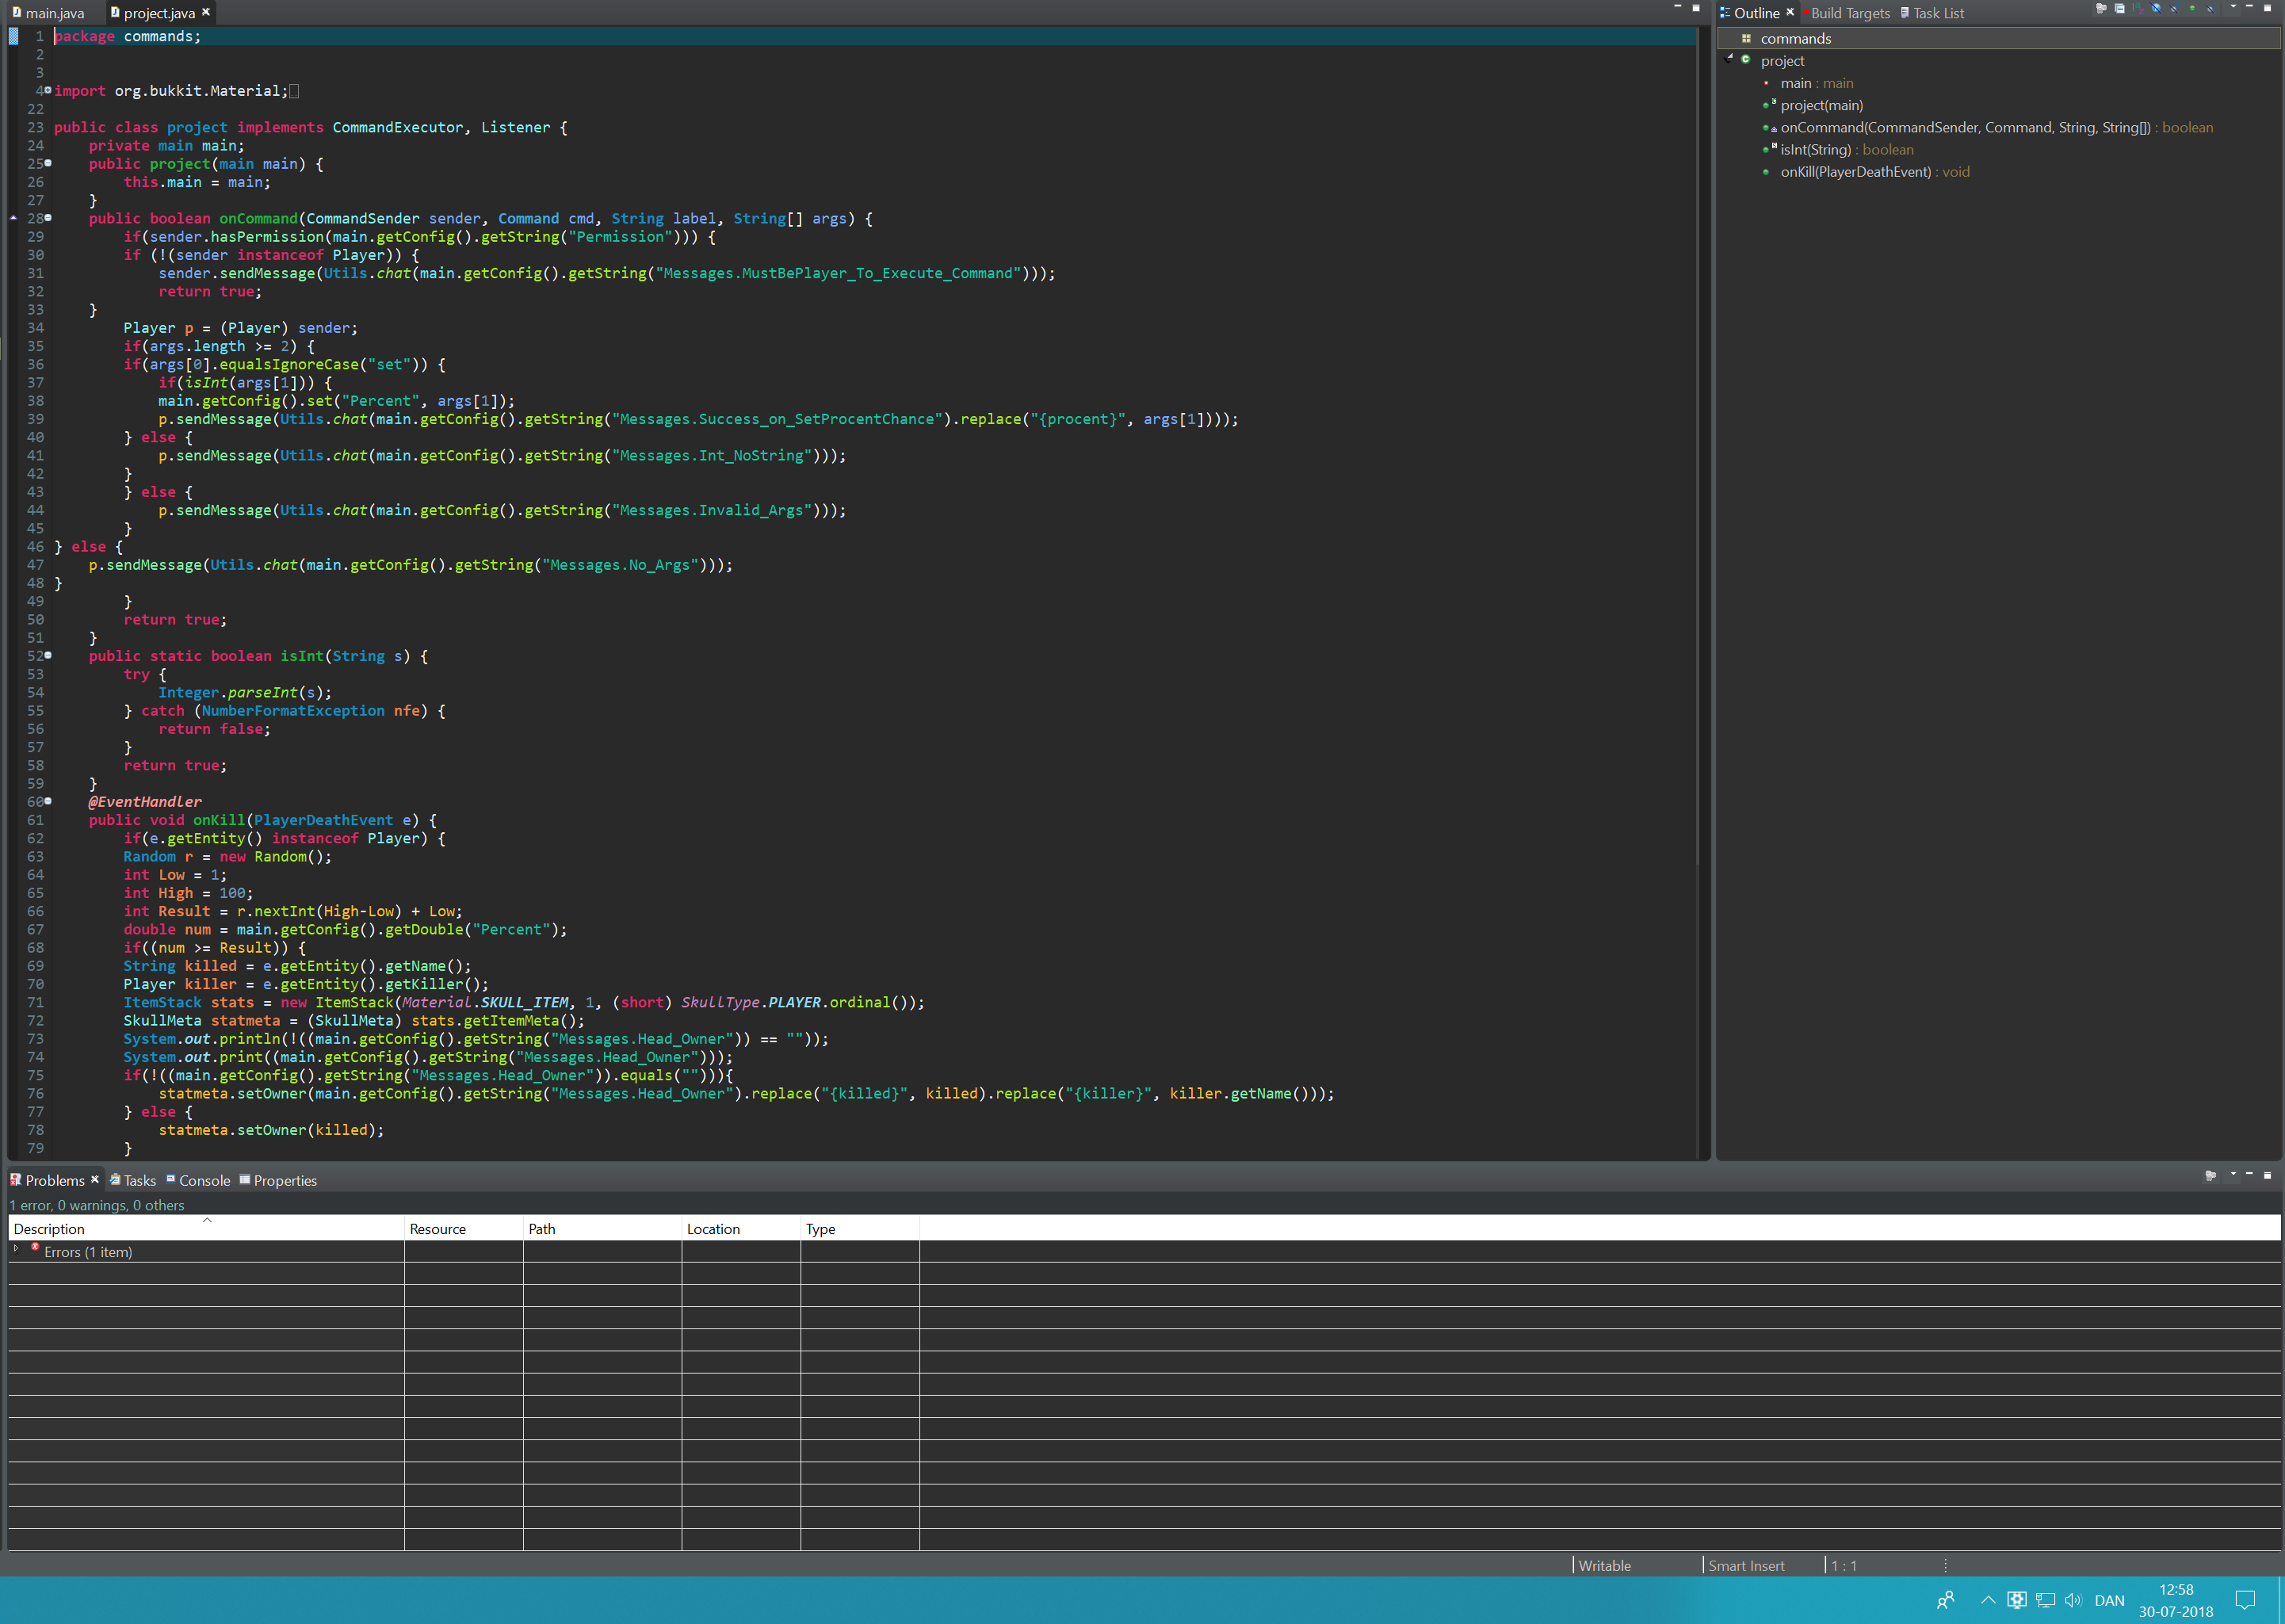 main.java
project.java
1 package commands;
2
3
4 import org.bukkit.Material;
22
23 public class project implements CommandExecutor, Listener {
24     private main main;
25     public project(main main) {
26         this.main = main;
27     }
28     public boolean onCommand(CommandSender sender, Command cmd, String label, String[] args) {
29         if(sender.hasPermission(main.getConfig().getString("Permission"))) {
30         if (!(sender instanceof Player)) {
31             sender.sendMessage(Utils.chat(main.getConfig().getString("Messages.MustBePlayer_To_Execute_Command")));
32             return true;
33     }
34         Player p = (Player) sender;
35         if(args.length >= 2) {
36         if(args[0].equalsIgnoreCase("set")) {
37             if(isInt(args[1])) {
38             main.getConfig().set("Percent", args[1]);
39             p.sendMessage(Utils.chat(main.getConfig().getString("Messages.Success_on_SetProcentChance").replace("{procent}", args[1])));
40         } else {
41             p.sendMessage(Utils.chat(main.getConfig().getString("Messages.Int_NoString")));
42         }
43         } else {
44             p.sendMessage(Utils.chat(main.getConfig().getString("Messages.Invalid_Args")));
45         }
46 } else {
47     p.sendMessage(Utils.chat(main.getConfig().getString("Messages.No_Args")));
48 }
49         }
50         return true;
51     }
52     public static boolean isInt(String s) {
53         try {
54             Integer.parseInt(s);
55         } catch (NumberFormatException nfe) {
56             return false;
57         }
58         return true;
59     }
60     @EventHandler
61     public void onKill(PlayerDeathEvent e) {
62         if(e.getEntity() instanceof Player) {
63         Random r = new Random();
64         int Low = 1;
65         int High = 100;
66         int Result = r.nextInt(High-Low) + Low;
67         double num = main.getConfig().getDouble("Percent");
68         if((num >= Result)) {
69         String killed = e.getEntity().getName();
70         Player killer = e.getEntity().getKiller();
71         ItemStack stats = new ItemStack(Material.SKULL_ITEM, 1, (short) SkullType.PLAYER.ordinal());
72         SkullMeta statmeta = (SkullMeta) stats.getItemMeta();
73         System.out.println(!((main.getConfig().getString("Messages.Head_Owner")) == ""));
74         System.out.print((main.getConfig().getString("Messages.Head_Owner")));
75         if(!((main.getConfig().getString("Messages.Head_Owner")).equals(""))){
76             statmeta.setOwner(main.getConfig().getString("Messages.Head_Owner").replace("{killed}", killed).replace("{killer}", killer.getName()));
77         } else {
78             statmeta.setOwner(killed);
79         }
Outline Build Targets Task List
commands
project
main : main
project(main)
onCommand(CommandSender, Command, String, String[]) : boolean
isInt(String) : boolean
onKill(PlayerDeathEvent) : void
Problems Tasks Console Properties
1 error, 0 warnings, 0 others
Description Resource Path Location Type
Errors (1 item)
Writable Smart Insert 1 : 1
DAN
12:58
30-07-2018